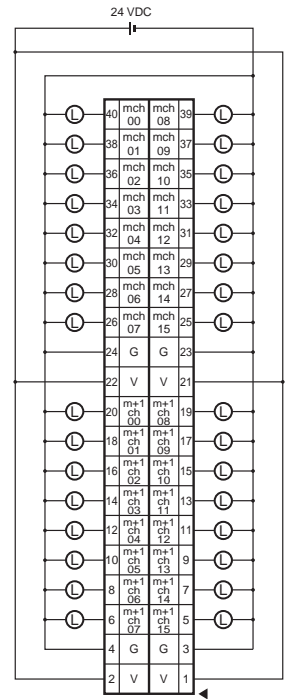 24 VDC
L 40 mch 00 mch 08 39 L
L 38 mch 01 mch 09 37 L
L 36 mch 02 mch 10 35 L
L 34 mch 03 mch 11 33 L
L 32 mch 04 mch 12 31 L
L 30 mch 05 mch 13 29 L
L 28 mch 06 mch 14 27 L
L 26 mch 07 mch 15 25 L
24 G G 23
22 V V 21
L 20 m+1 ch 00 m+1 ch 08 19 L
L 18 m+1 ch 01 m+1 ch 09 17 L
L 16 m+1 ch 02 m+1 ch 10 15 L
L 14 m+1 ch 03 m+1 ch 11 13 L
L 12 m+1 ch 04 m+1 ch 12 11 L
L 10 m+1 ch 05 m+1 ch 13 9 L
L 8 m+1 ch 06 m+1 ch 14 7 L
L 6 m+1 ch 07 m+1 ch 15 5 L
4 G G 3
2 V V 1